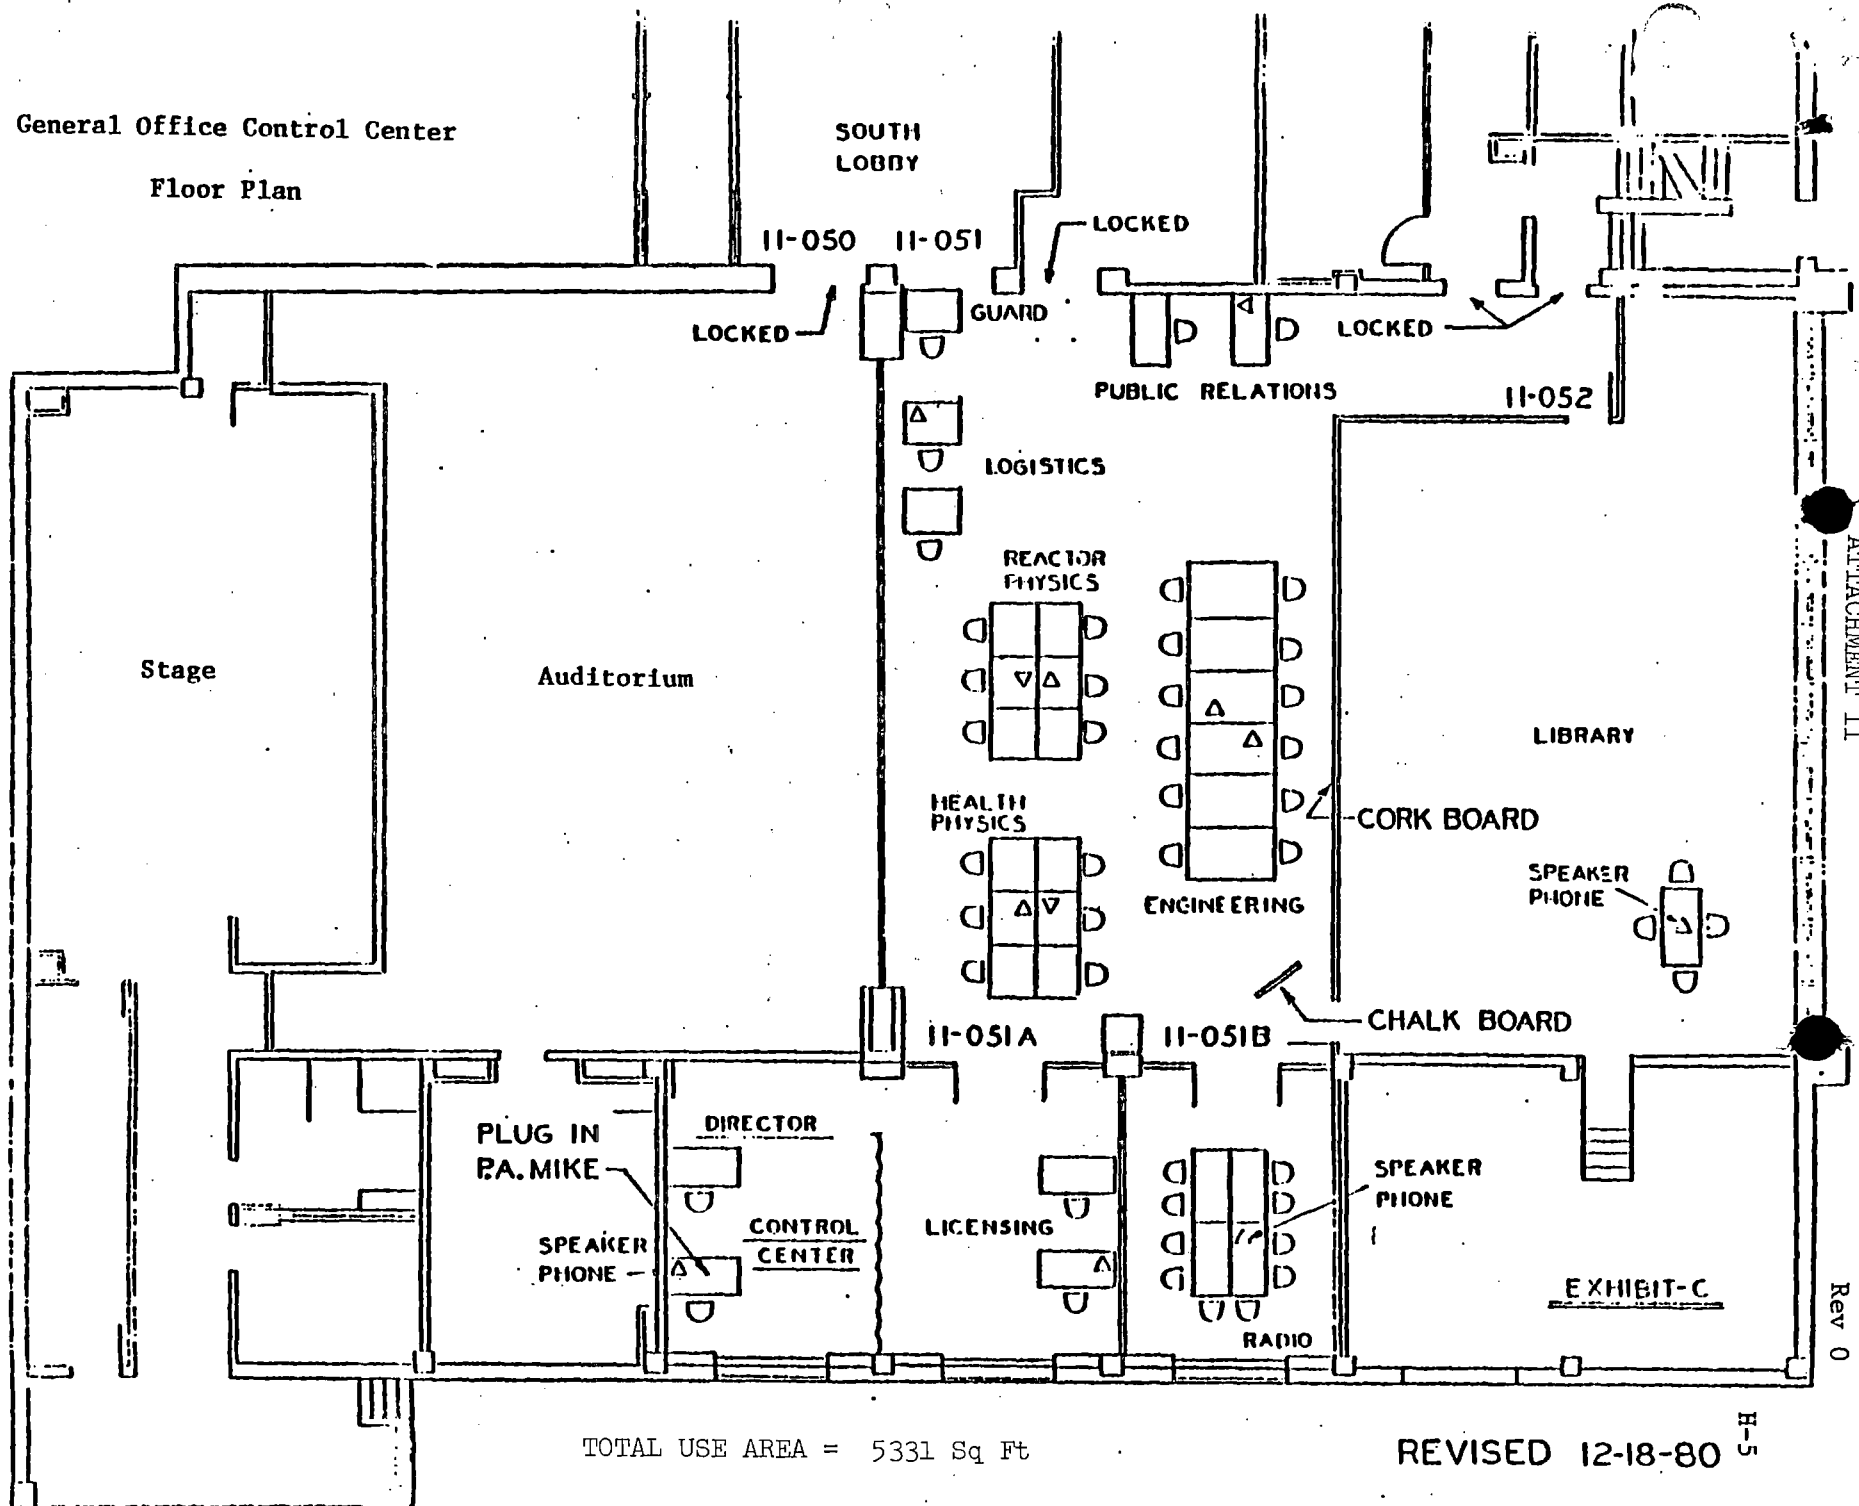 General Office Control Center
Floor Plan
SOUTH
LOBBY
11-050
11-051
LOCKED
LOCKED
GUARD
LOCKED
PUBLIC RELATIONS
11-052
LOGISTICS
REACTOR
PHYSICS
Stage
Auditorium
LIBRARY
ATTACHMENT 11
HEALTH
PHYSICS
CORK BOARD
SPEAKER
PHONE
ENGINEERING
CHALK BOARD
11-051A
11-051B
DIRECTOR
PLUG IN
P.A. MIKE
SPEAKER
PHONE
CONTROL
CENTER
SPEAKER
PHONE
LICENSING
EXHIBIT-C
RADIO
Rev 0
TOTAL USE AREA = 5331 Sq Ft
REVISED 12-18-80
H-5